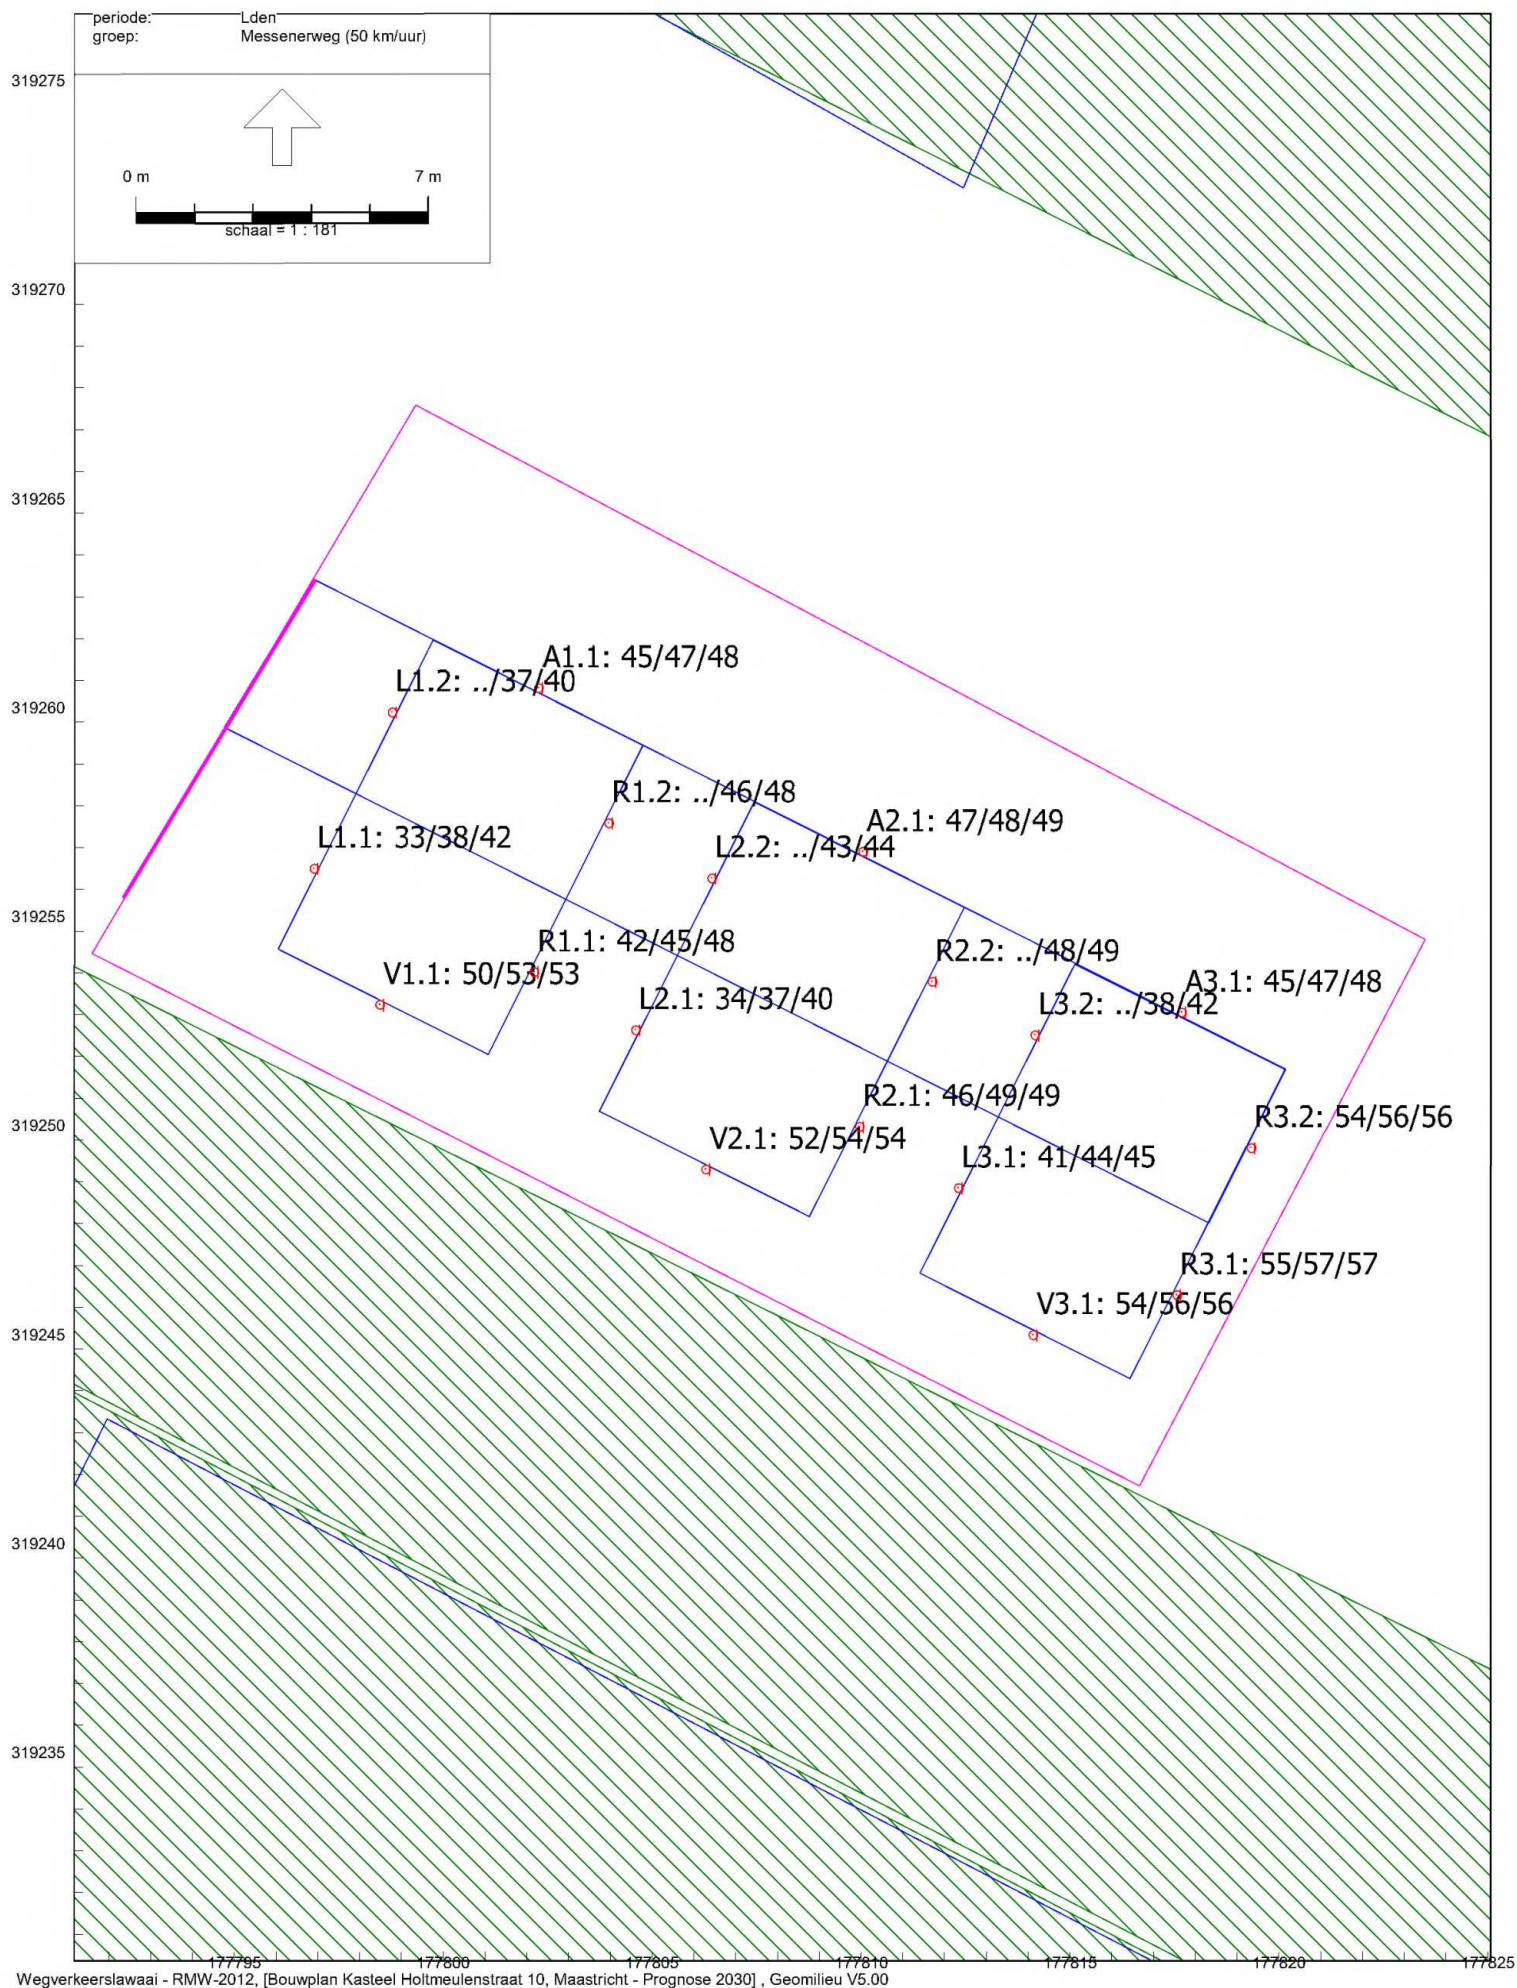 periode: Lden
groep: Messenerweg (50 km/uur)
319275
0 m 7 m
schaal = 1 : 181
319270
319265
A1.1: 45/47/48
L1.2: ../37/40
319260
R1.2: ../46/48
A2.1: 47/48/49
L1.1: 33/38/42
L2.2: ../43/44
319255
R1.1: 42/45/48
R2.2: ../48/49
V1.1: 50/53/53
A3.1: 45/47/48
L2.1: 34/37/40
L3.2: ../38/42
R2.1: 46/49/49
319250
R3.2: 54/56/56
V2.1: 52/54/54
L3.1: 41/44/45
R3.1: 55/57/57
V3.1: 54/56/56
319245
319240
319235
177795 177800 177805 177810 177815 177820 177825
Wegverkeerslawaai - RMW-2012, [Bouwplan Kasteel Holtmeulenstraat 10, Maastricht - Prognose 2030] , Geomilieu V5.00